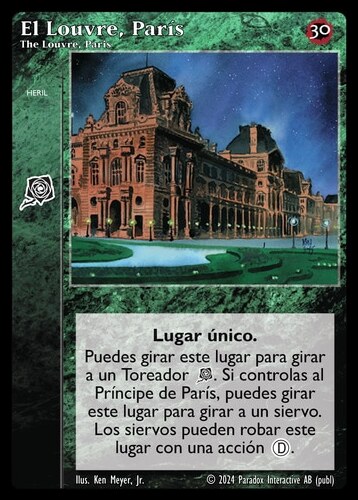 El Louvre, París
The Louvre, Paris
30
HERIL
Lugar único.
Puedes girar este lugar para girar
a un Toreador. Si controlas al
Príncipe de París, puedes girar
este lugar para girar a un siervo.
Los siervos pueden robar este
lugar con una acción Ⓓ.
Ilus. Ken Meyer, Jr.
© 2024 Paradox Interactive AB (publ)